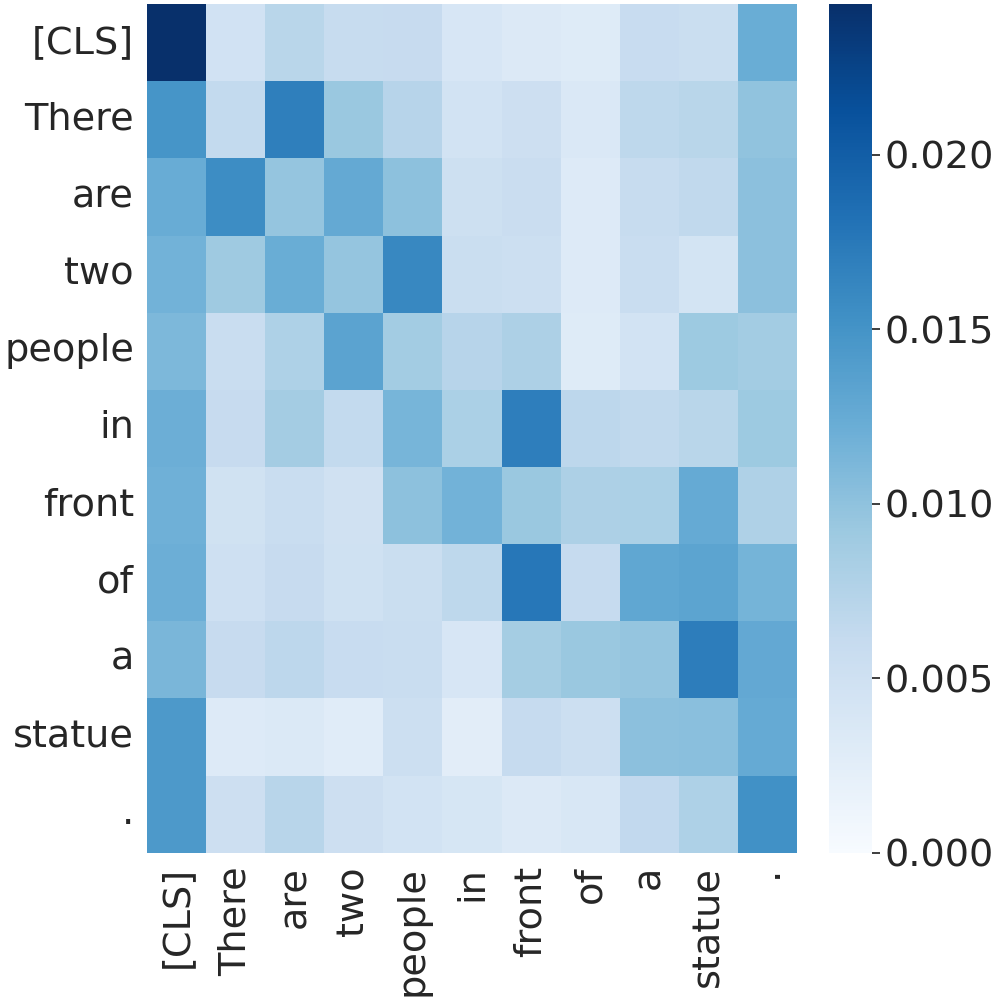 [CLS]
There
are
two
people
in
front
of
a
statue
.
[CLS] There are two people in front of a statue .
0.020
0.015
0.010
0.005
0.000